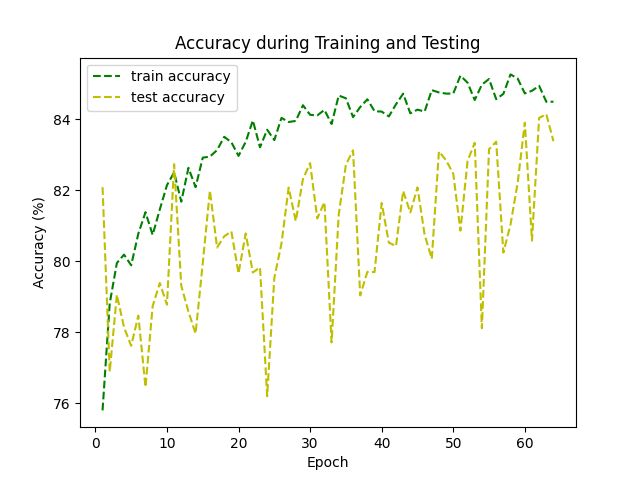 Accuracy during Training and Testing
train accuracy
test accuracy
84
82
80
78
76
Accuracy (%)
0 10 20 30 40 50 60
Epoch